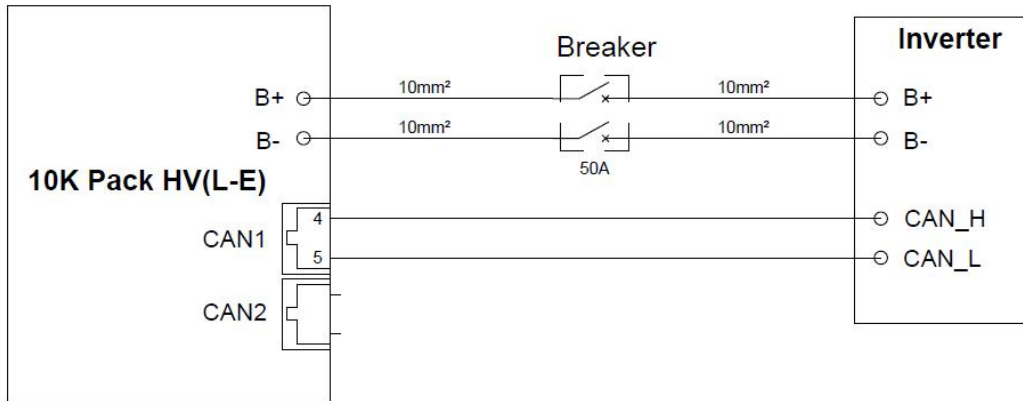 Breaker
Inverter
B+
10mm²
10mm²
B+
B-
10mm²
10mm²
B-
50A
10K Pack HV(L-E)
CAN1
4
CAN_H
5
CAN_L
CAN2